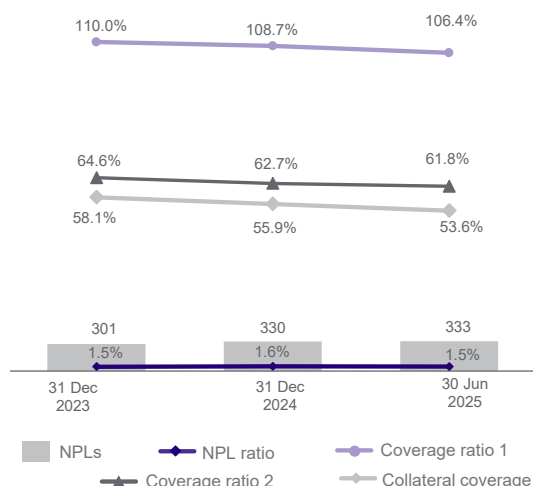 110.0%
108.7%
106.4%
64.6%
62.7%
61.8%
58.1%
55.9%
53.6%
301
330
333
1.5%
1.6%
1.5%
31 Dec
2023
31 Dec
2024
30 Jun
2025
NPLs
NPL ratio
Coverage ratio 1
Coverage ratio 2
Collateral coverage